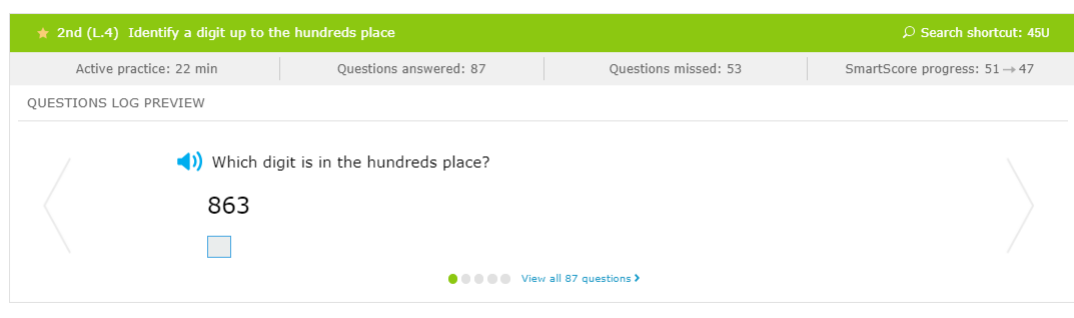 2nd (L.4) Identify a digit up to the hundreds place
Search shortcut: 45U
Active practice: 22 min
Questions answered: 87
Questions missed: 53
SmartScore progress: 51 → 47
QUESTIONS LOG PREVIEW
Which digit is in the hundreds place?
863
View all 87 questions